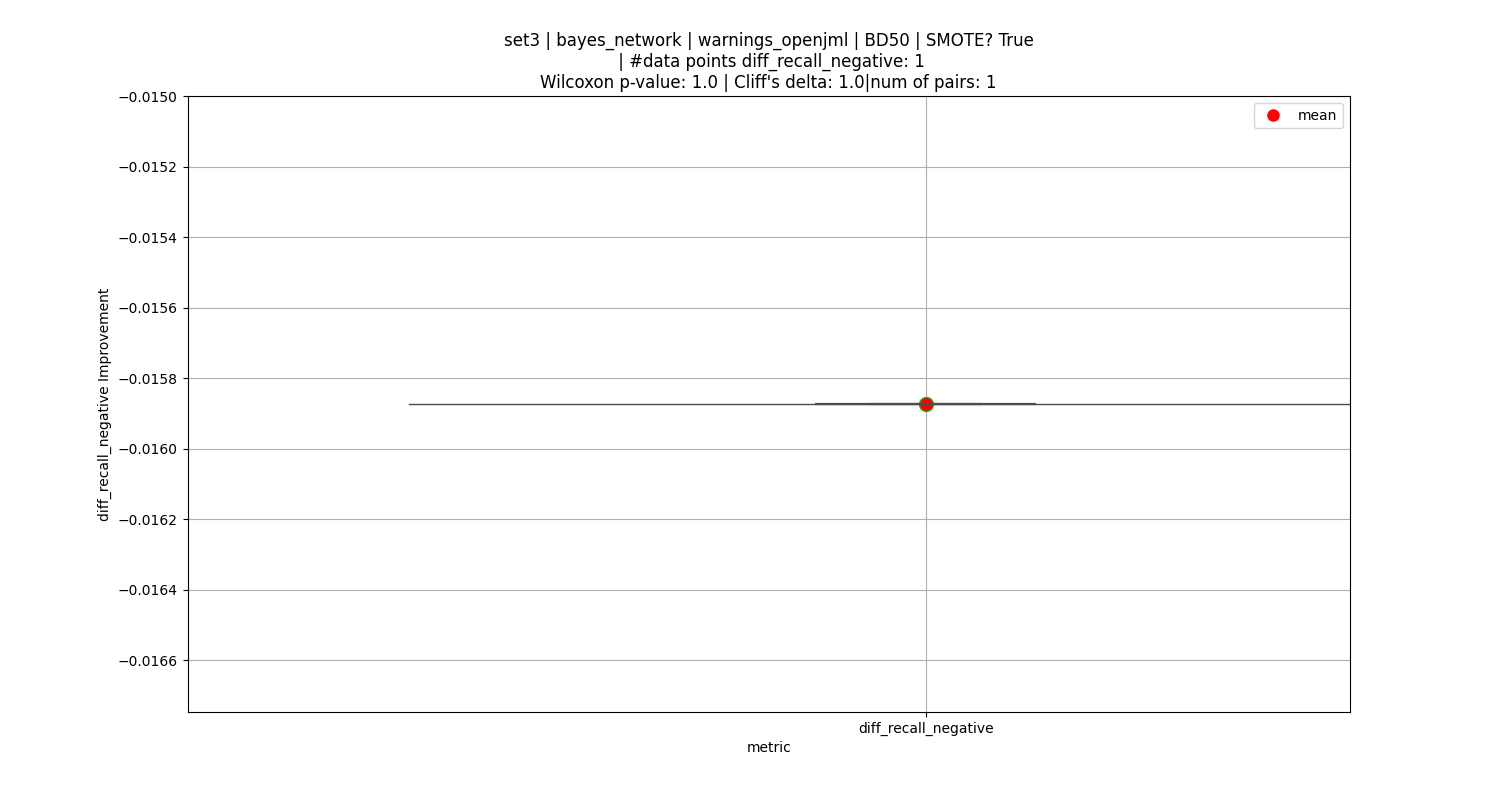 set3 | bayes_network | warnings_openjml | BD50 | SMOTE? True
| #data points diff_recall_negative: 1
Wilcoxon p-value: 1.0 | Cliff's delta: 1.0|num of pairs: 1
mean
−0.0150
−0.0152
−0.0154
−0.0156
−0.0158
−0.0160
−0.0162
−0.0164
−0.0166
diff_recall_negative Improvement
diff_recall_negative
metric